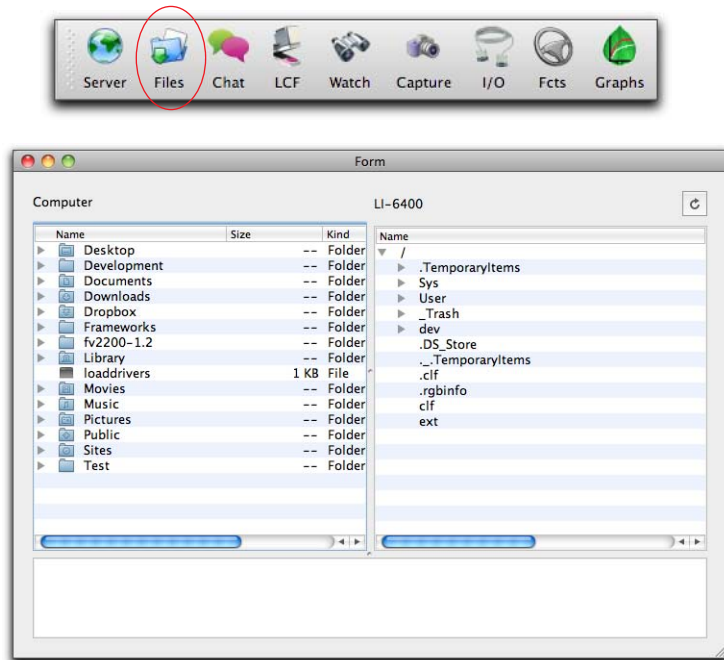 Server Files Chat LCF Watch Capture I/O Fcts Graphs
Form
Computer
LI-6400
Name Size Kind
Desktop -- Folder
Development -- Folder
Documents -- Folder
Downloads -- Folder
Dropbox -- Folder
Frameworks -- Folder
fv2200-1.2 -- Folder
Library -- Folder
loaddrivers 1 KB File
Movies -- Folder
Music -- Folder
Pictures -- Folder
Public -- Folder
Sites -- Folder
Test -- Folder
Name
/
.TemporaryItems
Sys
User
_Trash
dev
.DS_Store
._.TemporaryItems
.clf
.rgbinfo
clf
ext